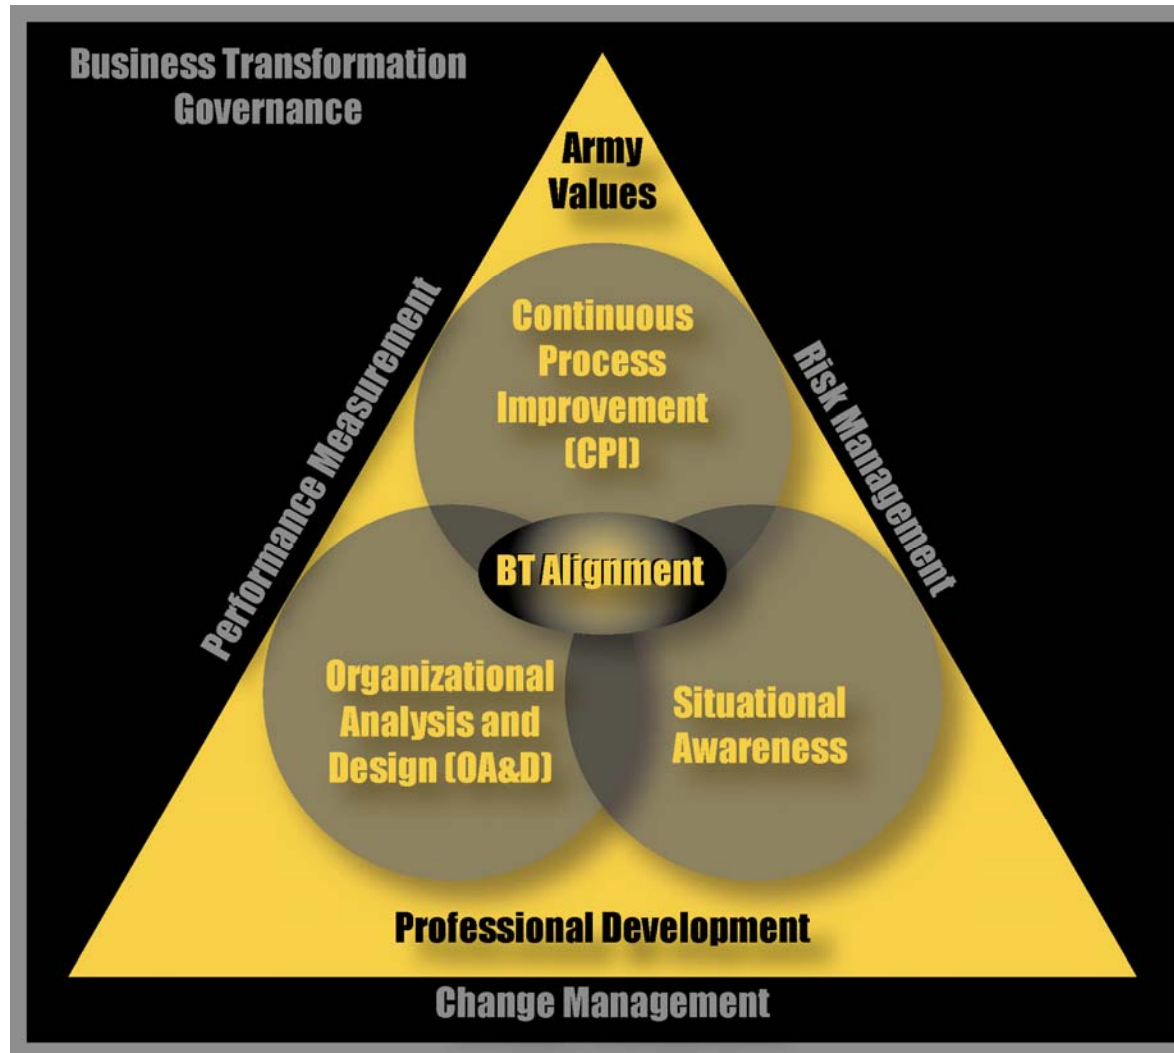 Business Transformation
Governance
Army
Values
Continuous
Process
Improvement
(CPI)
Performance Measurement
Risk Management
BT Alignment
Organizational
Analysis and
Design (OA&D)
Situational
Awareness
Professional Development
Change Management